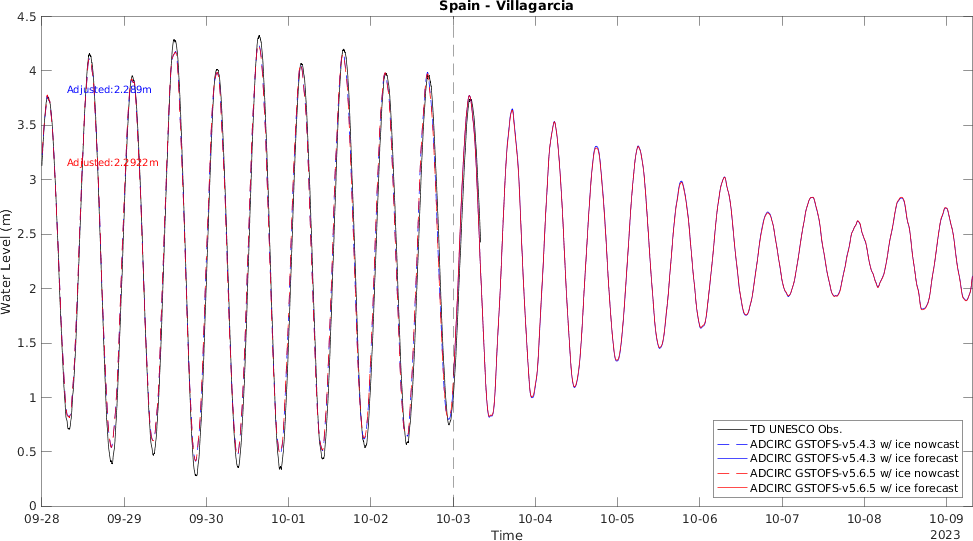 Spain - Villagarcia
4.5
4
3.5
3
2.5
2
1.5
1
0.5
0
Water Level (m)
Adjusted:2.289m
Adjusted:2.2922m
TD UNESCO Obs.
ADCIRC GSTOFS-v5.4.3 w/ ice nowcast
ADCIRC GSTOFS-v5.4.3 w/ ice forecast
ADCIRC GSTOFS-v5.6.5 w/ ice nowcast
ADCIRC GSTOFS-v5.6.5 w/ ice forecast
09-28 09-29 09-30 10-01 10-02 10-03 10-04 10-05 10-06 10-07 10-08 10-09
2023
Time